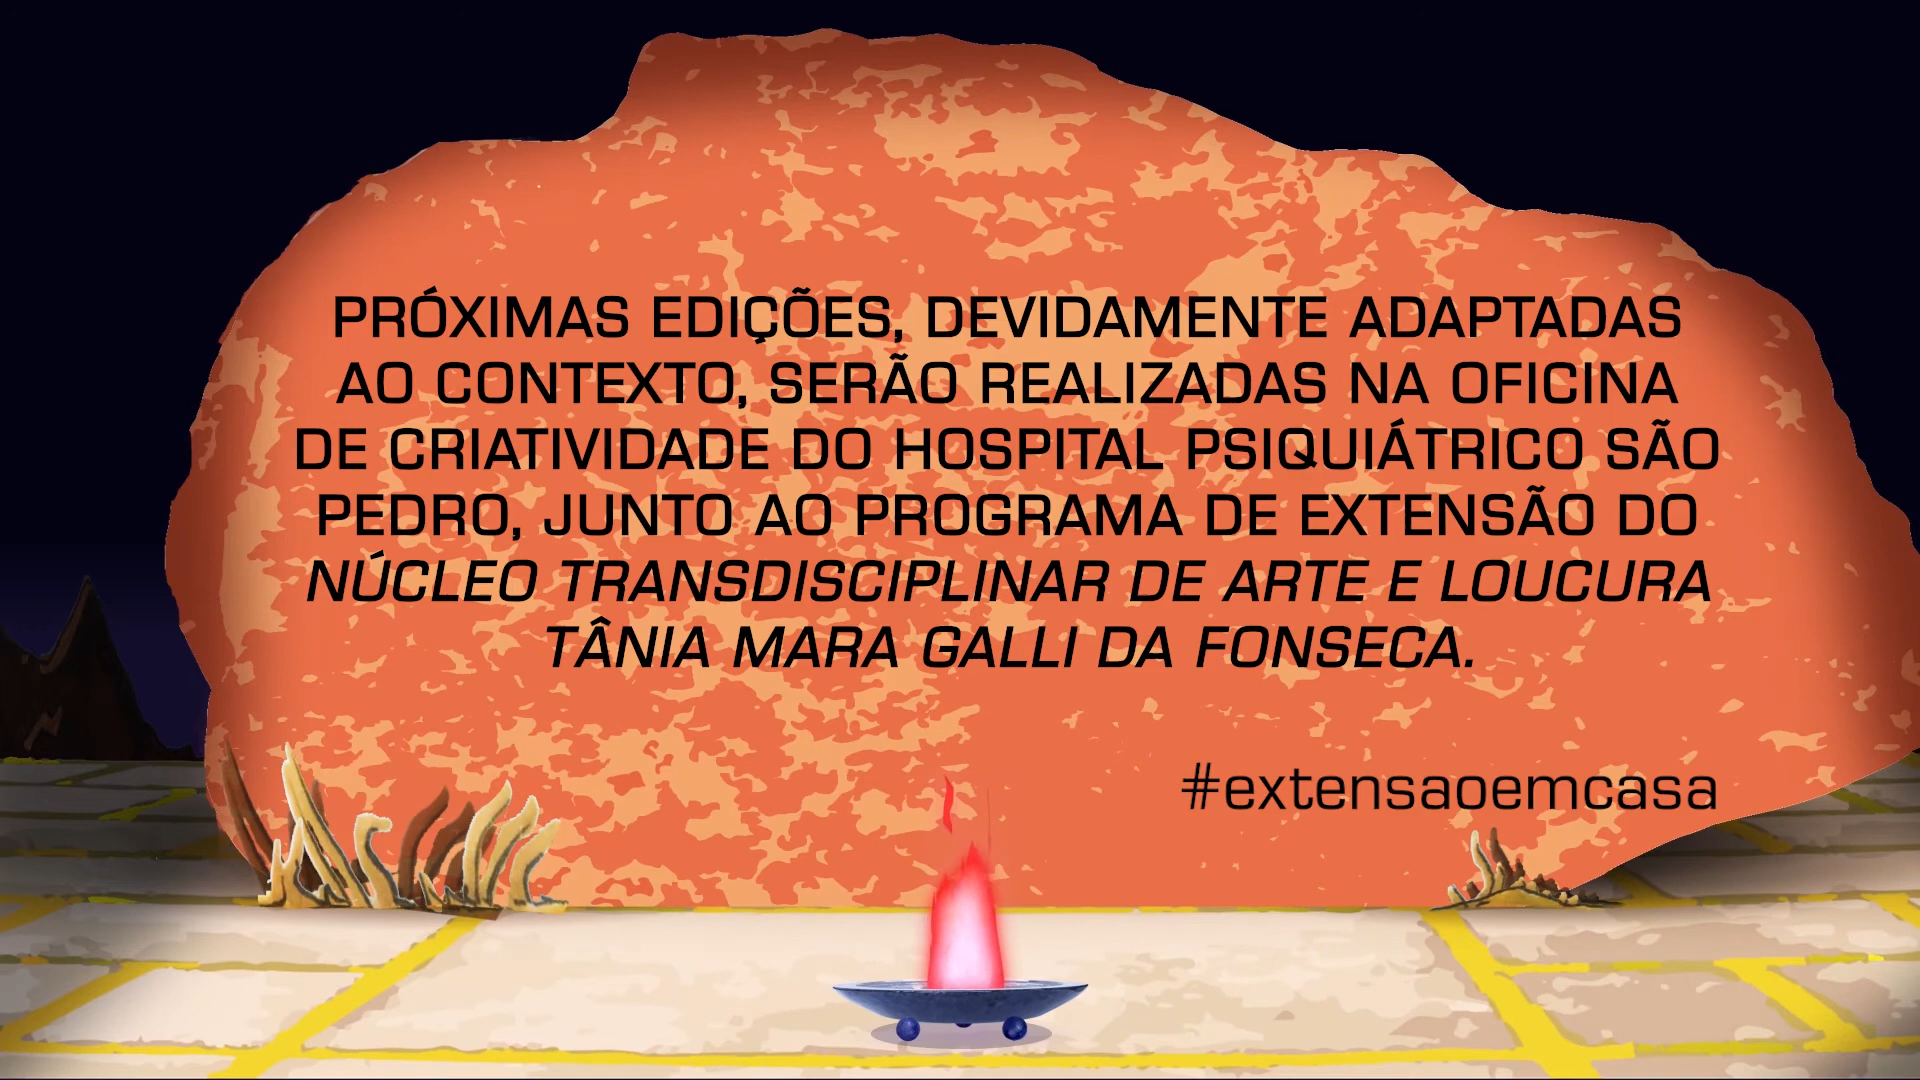 PRÓXIMAS EDIÇÕES, DEVIDAMENTE ADAPTADAS
AO CONTEXTO, SERÃO REALIZADAS NA OFICINA
DE CRIATIVIDADE DO HOSPITAL PSIQUIÁTRICO SÃO
PEDRO, JUNTO AO PROGRAMA DE EXTENSÃO DO
NÚCLEO TRANSDISCIPLINAR DE ARTE E LOUCURA
TÂNIA MARA GALLI DA FONSECA.
#extensaoemcasa